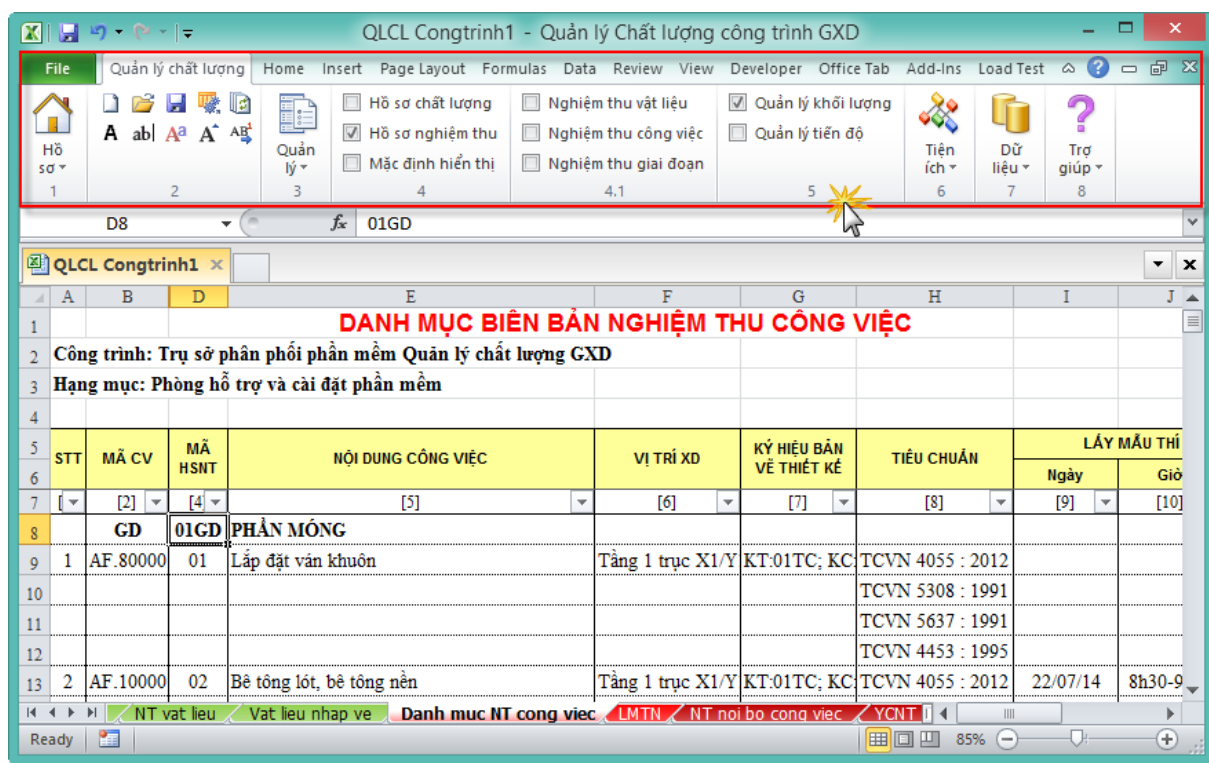 QLCL Congtrinh1 - Quản lý Chất lượng công trình GXD
File Quản lý chất lượng Home Insert Page Layout Formulas Data Review View Developer Office Tab Add-Ins Load Test
Hồ sơ chất lượng Nghiệm thu vật liệu Quản lý khối lượng
A ab| Aa A AB1 Hồ sơ nghiệm thu Nghiệm thu công việc Quản lý tiến độ
Hồ Quản Tiện Dữ Trợ
sơ lý Mặc định hiển thị Nghiệm thu giai đoạn ích liệu giúp
1 2 3 4 4.1 5 6 7 8
D8 fx 01GD
QLCL Congtrinh1
A B D E F G H I J
1 DANH MỤC BIÊN BẢN NGHIỆM THU CÔNG VIỆC
2 Công trình: Trụ sở phân phối phần mềm Quản lý chất lượng GXD
3 Hạng mục: Phòng hỗ trợ và cài đặt phần mềm
4
5 STT MÃ CV MÃ NỘI DUNG CÔNG VIỆC VỊ TRÍ XD KÝ HIỆU BẢN TIÊU CHUẨN LẤY MẪU THÍ
6 HSNT VẼ THIẾT KẾ Ngày Giờ
7 [ [2] [4] [5] [6] [7] [8] [9] [10]
8 GD 01GD PHẦN MÓNG
9 1 AF.80000 01 Lắp đặt ván khuôn Tầng 1 trục X1/Y KT:01TC; KC: TCVN 4055 : 2012
10 TCVN 5308 : 1991
11 TCVN 5637 : 1991
12 TCVN 4453 : 1995
13 2 AF.10000 02 Bê tông lót, bê tông nền Tầng 1 trục X1/Y KT:01TC; KC: TCVN 4055 : 2012 22/07/14 8h30-9
NT vat lieu Vat lieu nhap ve Danh muc NT cong viec LMTN NT noi bo cong viec YCNT
Ready 85%